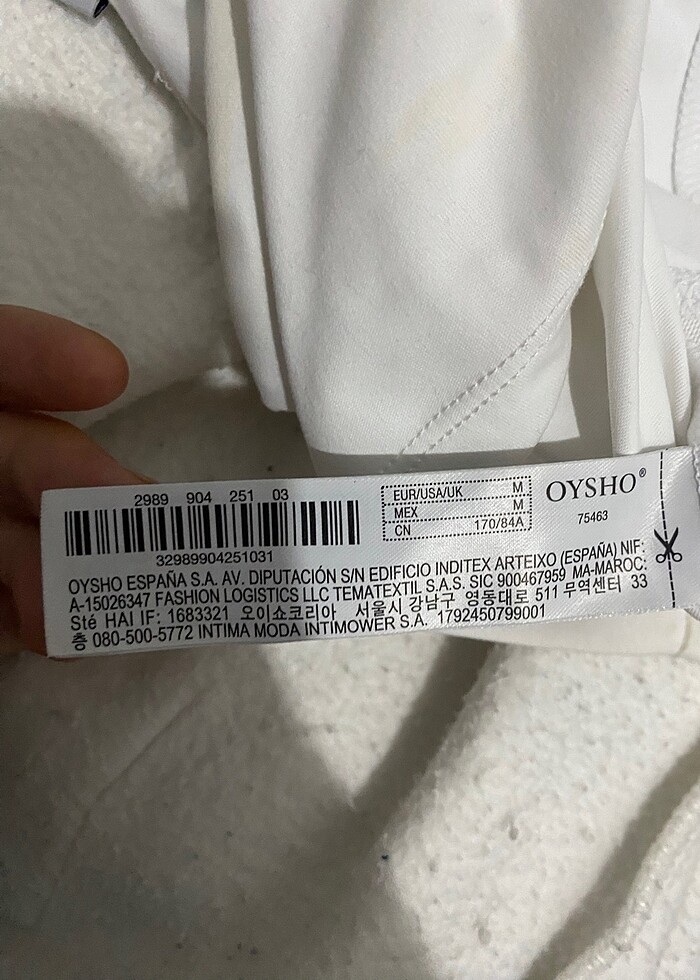 2989 904 251 03
32989904251031
EUR/USA/UK M
MEX M
CN 170/84A
OYSHO®
75463
OYSHO ESPAÑA S.A. AV. DIPUTACIÓN S/N EDIFICIO INDITEX ARTEIXO (ESPAÑA) NIF:
A-15026347 FASHION LOGISTICS LLC TEMATEXTIL S.A.S. SIC 900467959 MA-MAROC:
Sté HAI IF: 1683321 오이쇼코리아 서울시 강남구 영동대로 511 무역센터 33
층 080-500-5772 INTIMA MODA INTIMOWER S.A. 1792450799001